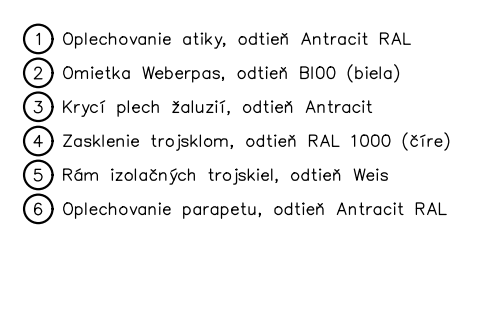 1 Oplechovanie atiky, odtieň Antracit RAL
2 Omietka Weberpas, odtieň BI00 (biela)
3 Krycí plech žaluzií, odtieň Antracit
4 Zasklenie trojsklom, odtieň RAL 1000 (číre)
5 Rám izolačných trojskiel, odtieň Weis
6 Oplechovanie parapetu, odtieň Antracit RAL